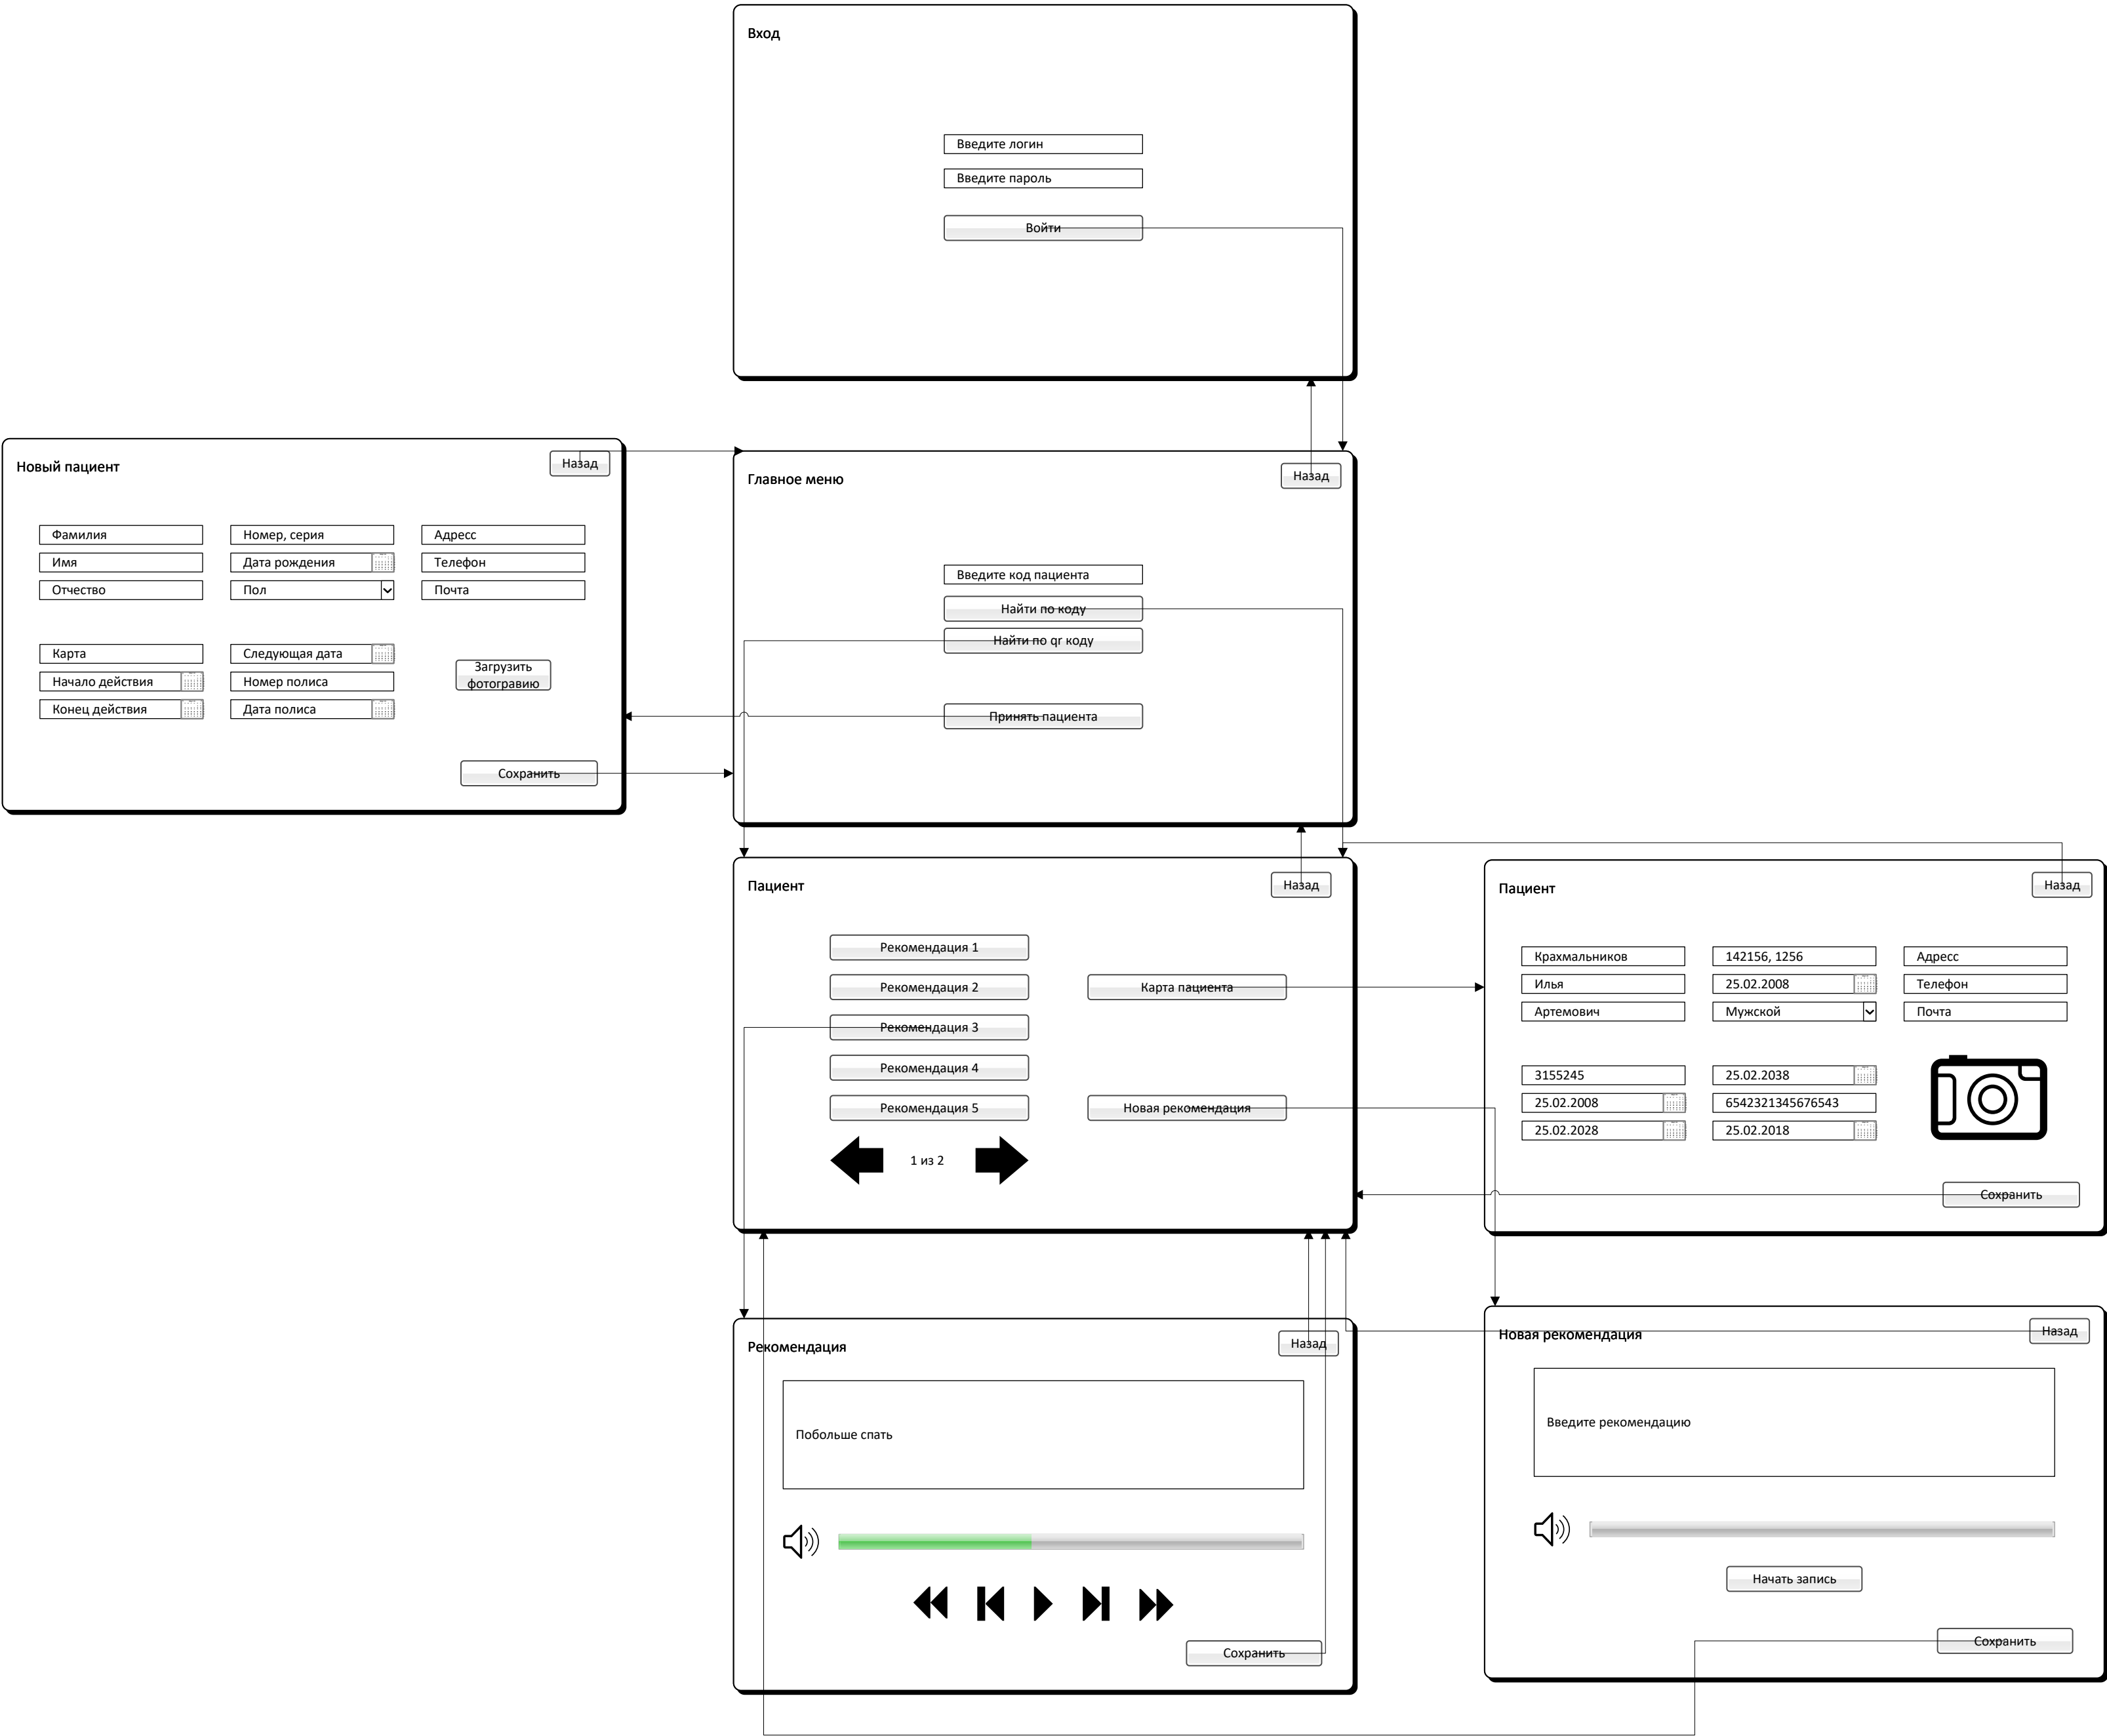 Вход
Введите логин
Введите пароль
Войти
Новый пациент
Назад
Фамилия
Номер, серия
Адресс
Имя
Дата рождения
Телефон
Отчество
Пол
Почта
Карта
Следующая дата
Загрузить
фотогравию
Начало действия
Номер полиса
Конец действия
Дата полиса
Сохранить
Главное меню
Назад
Введите код пациента
Найти по коду
Найти по qr коду
Принять пациента
Пациент
Назад
Рекомендация 1
Рекомендация 2
Карта пациента
Рекомендация 3
Рекомендация 4
Рекомендация 5
Новая рекомендация
1 из 2
Пациент
Назад
Крахмальников
142156, 1256
Адресс
Илья
25.02.2008
Телефон
Артемович
Мужской
Почта
3155245
25.02.2038
25.02.2008
6542321345676543
25.02.2028
25.02.2018
Сохранить
Рекомендация
Назад
Побольше спать
Сохранить
Новая рекомендация
Назад
Введите рекомендацию
Начать запись
Сохранить